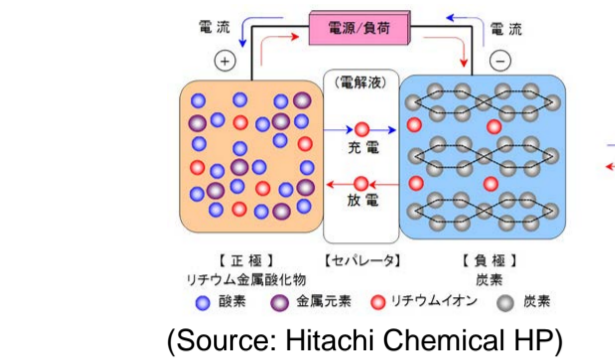 電流
電源/負荷
電流
+
−
(電解液)
充電
放電
【正極】
リチウム金属酸化物
【セパレータ】
【負極】
炭素
酸素 金属元素 リチウムイオン 炭素
(Source: Hitachi Chemical HP)